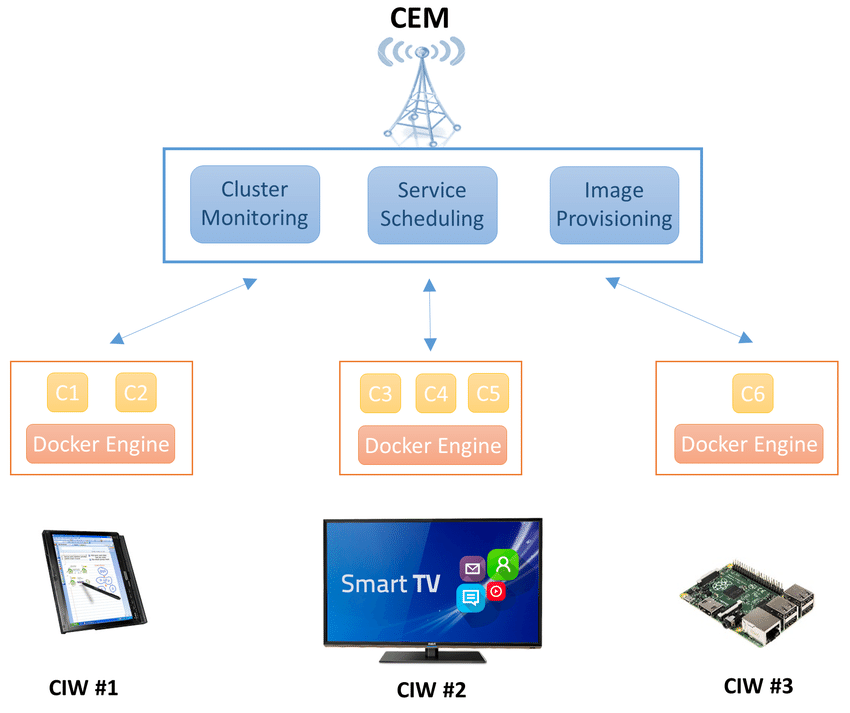 CEM
Cluster
Monitoring
Service
Scheduling
Image
Provisioning
C1
C2
Docker Engine
C3
C4
C5
Docker Engine
C6
Docker Engine
Smart TV
CIW #1
CIW #2
CIW #3